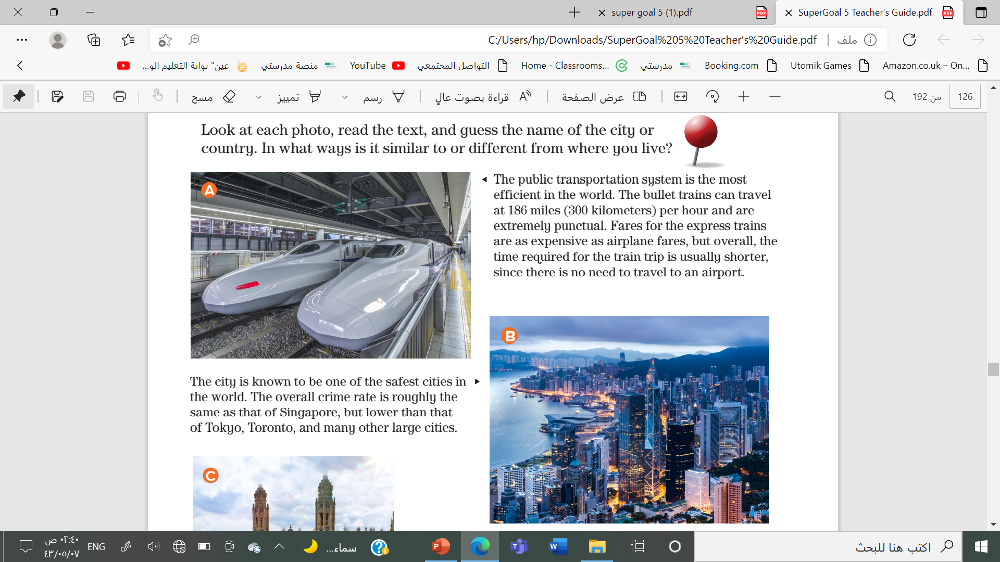 super goal 5 (1).pdf
SuperGoal 5 Teacher's Guide.pdf
C:/Users/hp/Downloads/SuperGoal%205%20Teacher's%20Guide.pdf
ملف
عين" بوابة التعليم الو...
منصة مدرستي
YouTube
التواصل المجتمعي
Home - Classrooms...
مدرستي
Booking.com
Utomik Games
Amazon.co.uk – On...
مسح
تمييز
رسم
قراءة بصوت عالٍ
عرض الصفحة
من 192
126
Look at each photo, read the text, and guess the name of the city or
country. In what ways is it similar to or different from where you live?
A
The public transportation system is the most
efficient in the world. The bullet trains can travel
at 186 miles (300 kilometers) per hour and are
extremely punctual. Fares for the express trains
are as expensive as airplane fares, but overall, the
time required for the train trip is usually shorter,
since there is no need to travel to an airport.
B
The city is known to be one of the safest cities in
the world. The overall crime rate is roughly the
same as that of Singapore, but lower than that
of Tokyo, Toronto, and many other large cities.
C
٠٢:٤٠ ص
٤٣/٠٥/٠٧
ENG
سماء...
اكتب هنا للبحث